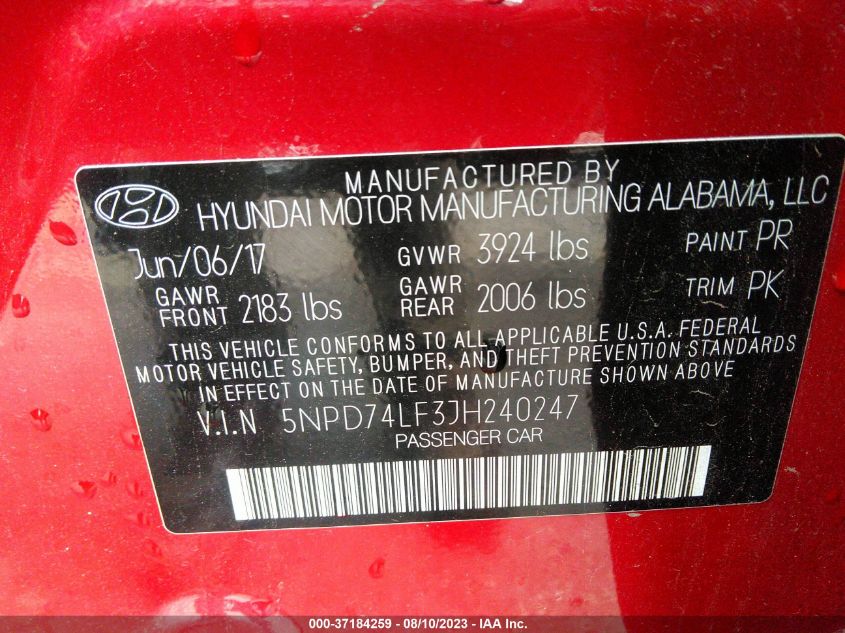 MANUFACTURED BY
HYUNDAI MOTOR MANUFACTURING ALABAMA, LLC
Jun/06/17 GVWR 3924 lbs PAINT PR
GAWR FRONT 2183 lbs GAWR REAR 2006 lbs TRIM PK
THIS VEHICLE CONFORMS TO ALL APPLICABLE U.S.A. FEDERAL
MOTOR VEHICLE SAFETY, BUMPER, AND THEFT PREVENTION STANDARDS
IN EFFECT ON THE DATE OF MANUFACTURE SHOWN ABOVE
V.I.N 5NPD74LF3JH240247
PASSENGER CAR
000-37184259 - 08/10/2023 - IAA Inc.